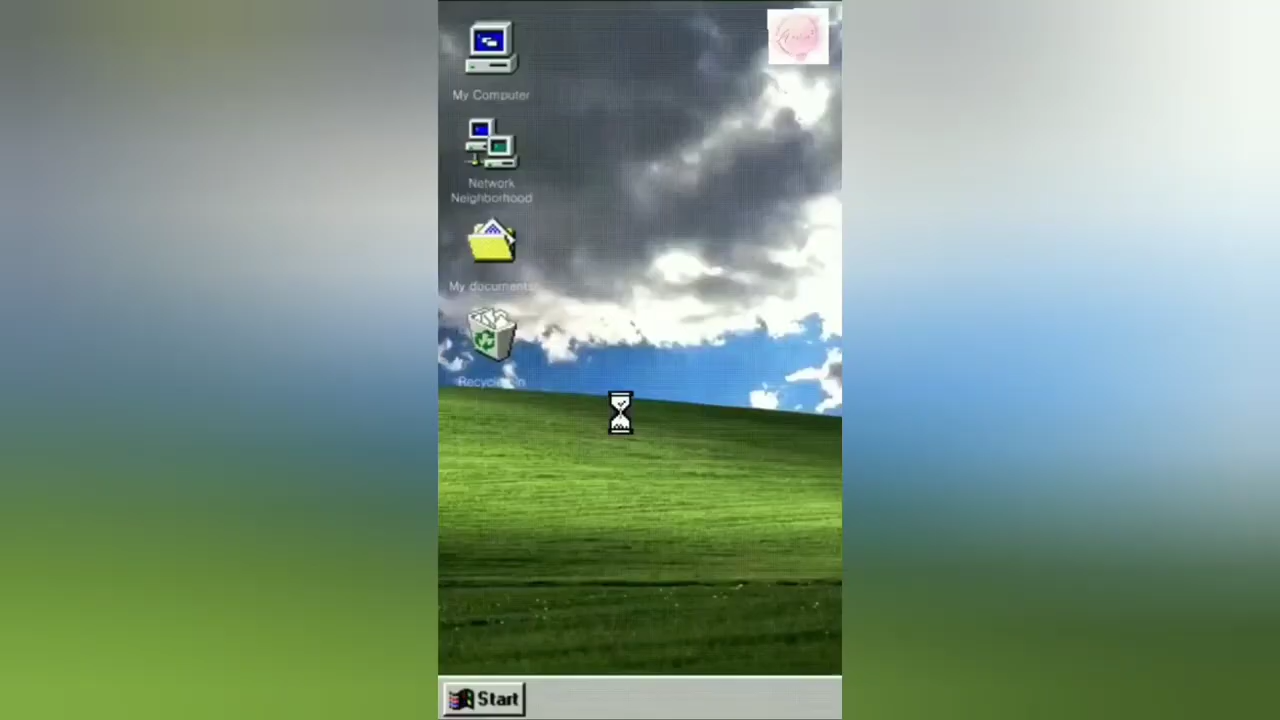 My Computer
Network
Neighborhood
My documents
Start